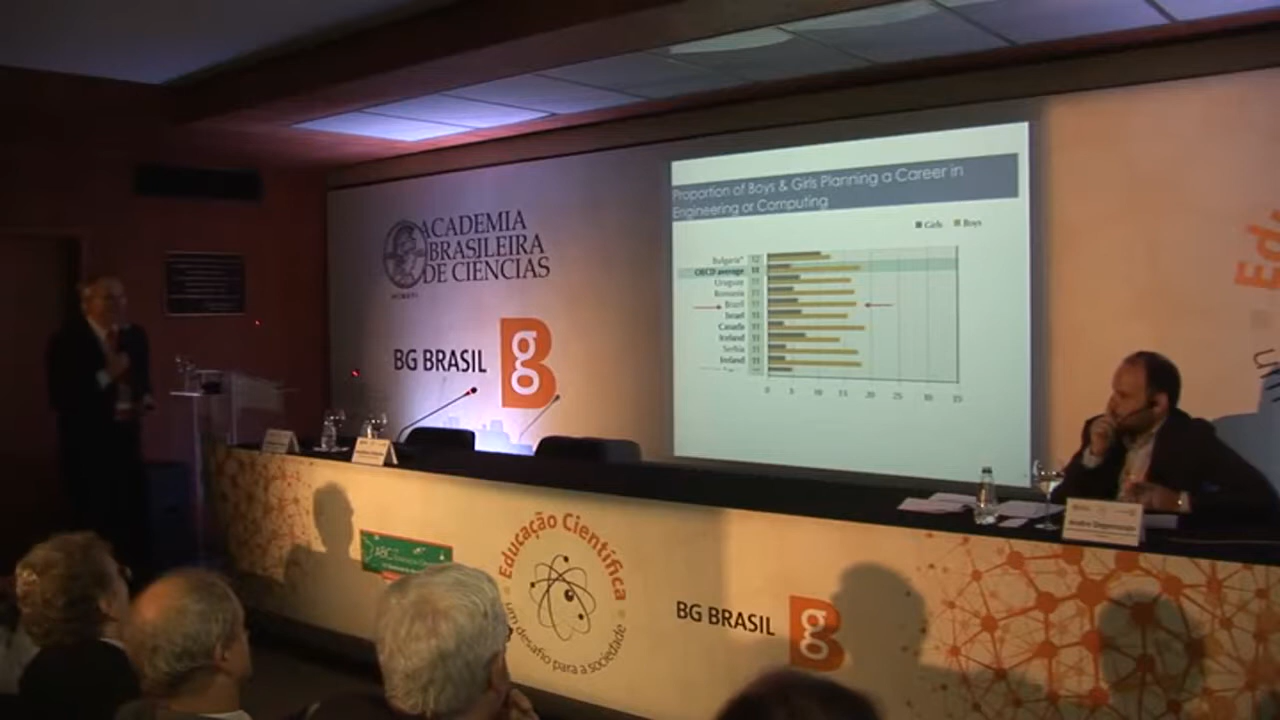 ACADEMIA
BRASILEIRA
DE CIENCIAS
BG BRASIL
Proportion of Boys & Girls Planning a Career in
Engineering or Computing
Girls Boys
Bulgaria*
OECD average
Uruguay
Romania
Brazil
Israel
Canada
Iceland
Serbia
Ireland
0 5 10 15 20 25
Educação Científica
um desafio para a sociedade
ABC
BG BRASIL